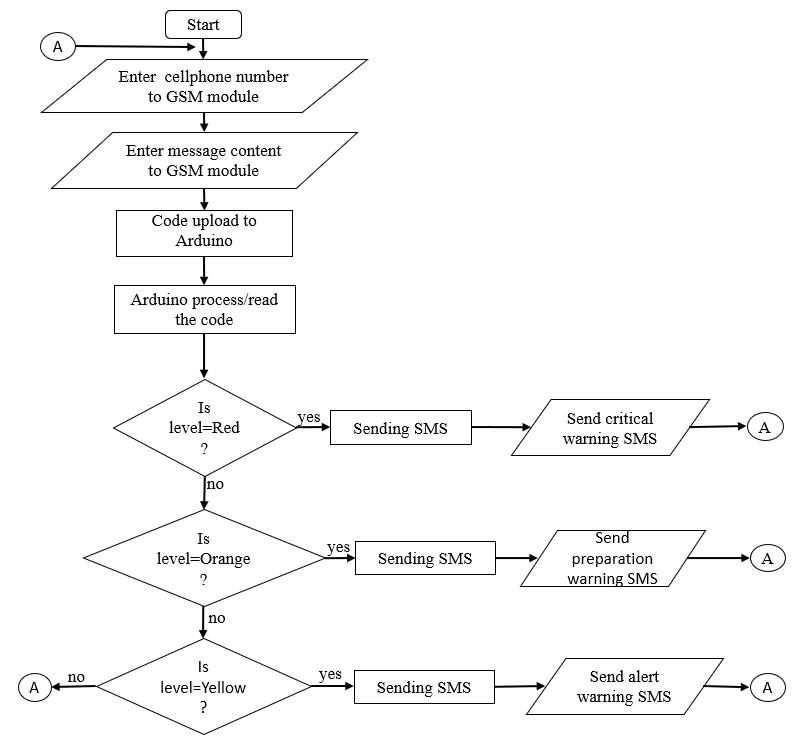 Start
A
Enter cellphone number
to GSM module
Enter message content
to GSM module
Code upload to
Arduino
Arduino process/read
the code
Is
level=Red
?
yes
Sending SMS
Send critical
warning SMS
A
no
Is
level=Orange
?
yes
Sending SMS
Send
preparation
warning SMS
A
no
Is
level=Yellow
?
no
A
yes
Sending SMS
Send alert
warning SMS
A